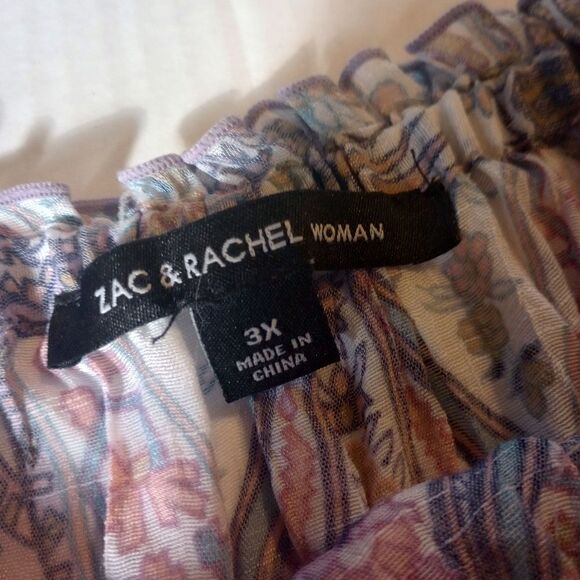 ZAC & RACHEL WOMAN
3X
MADE IN
CHINA